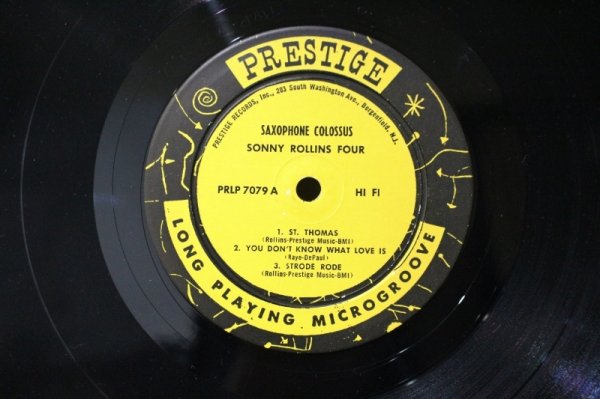 PRESTIGE
PRESTIGE RECORDS, Inc., 203 South Washington Ave., Bergenfield, N.J.
SAXOPHONE COLOSSUS
SONNY ROLLINS FOUR
PRLP 7079 A HI FI
1. ST. THOMAS
(Rollins-Prestige Music-BMI)
2. YOU DON'T KNOW WHAT LOVE IS
(Raye-DePaul)
3. STRODE RODE
(Rollins-Prestige Music-BMI)
LONG PLAYING MICROGROOVE